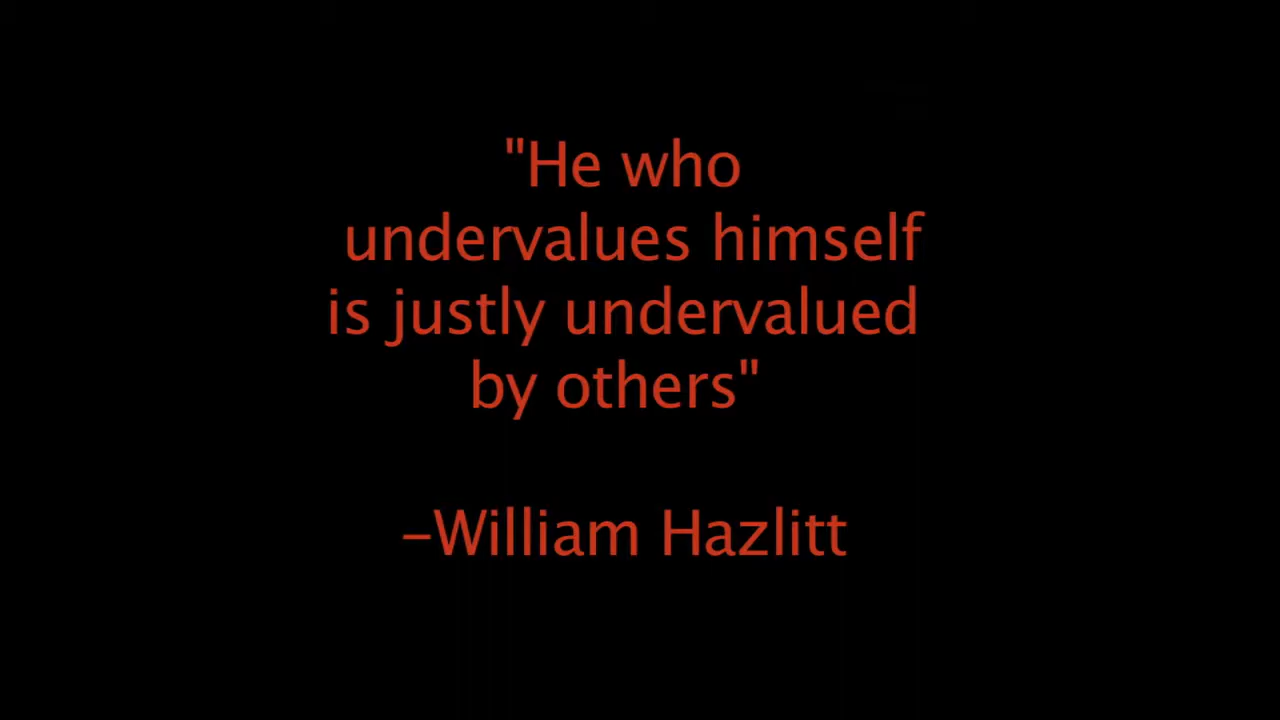 "He who
undervalues himself
is justly undervalued
by others"
–William Hazlitt